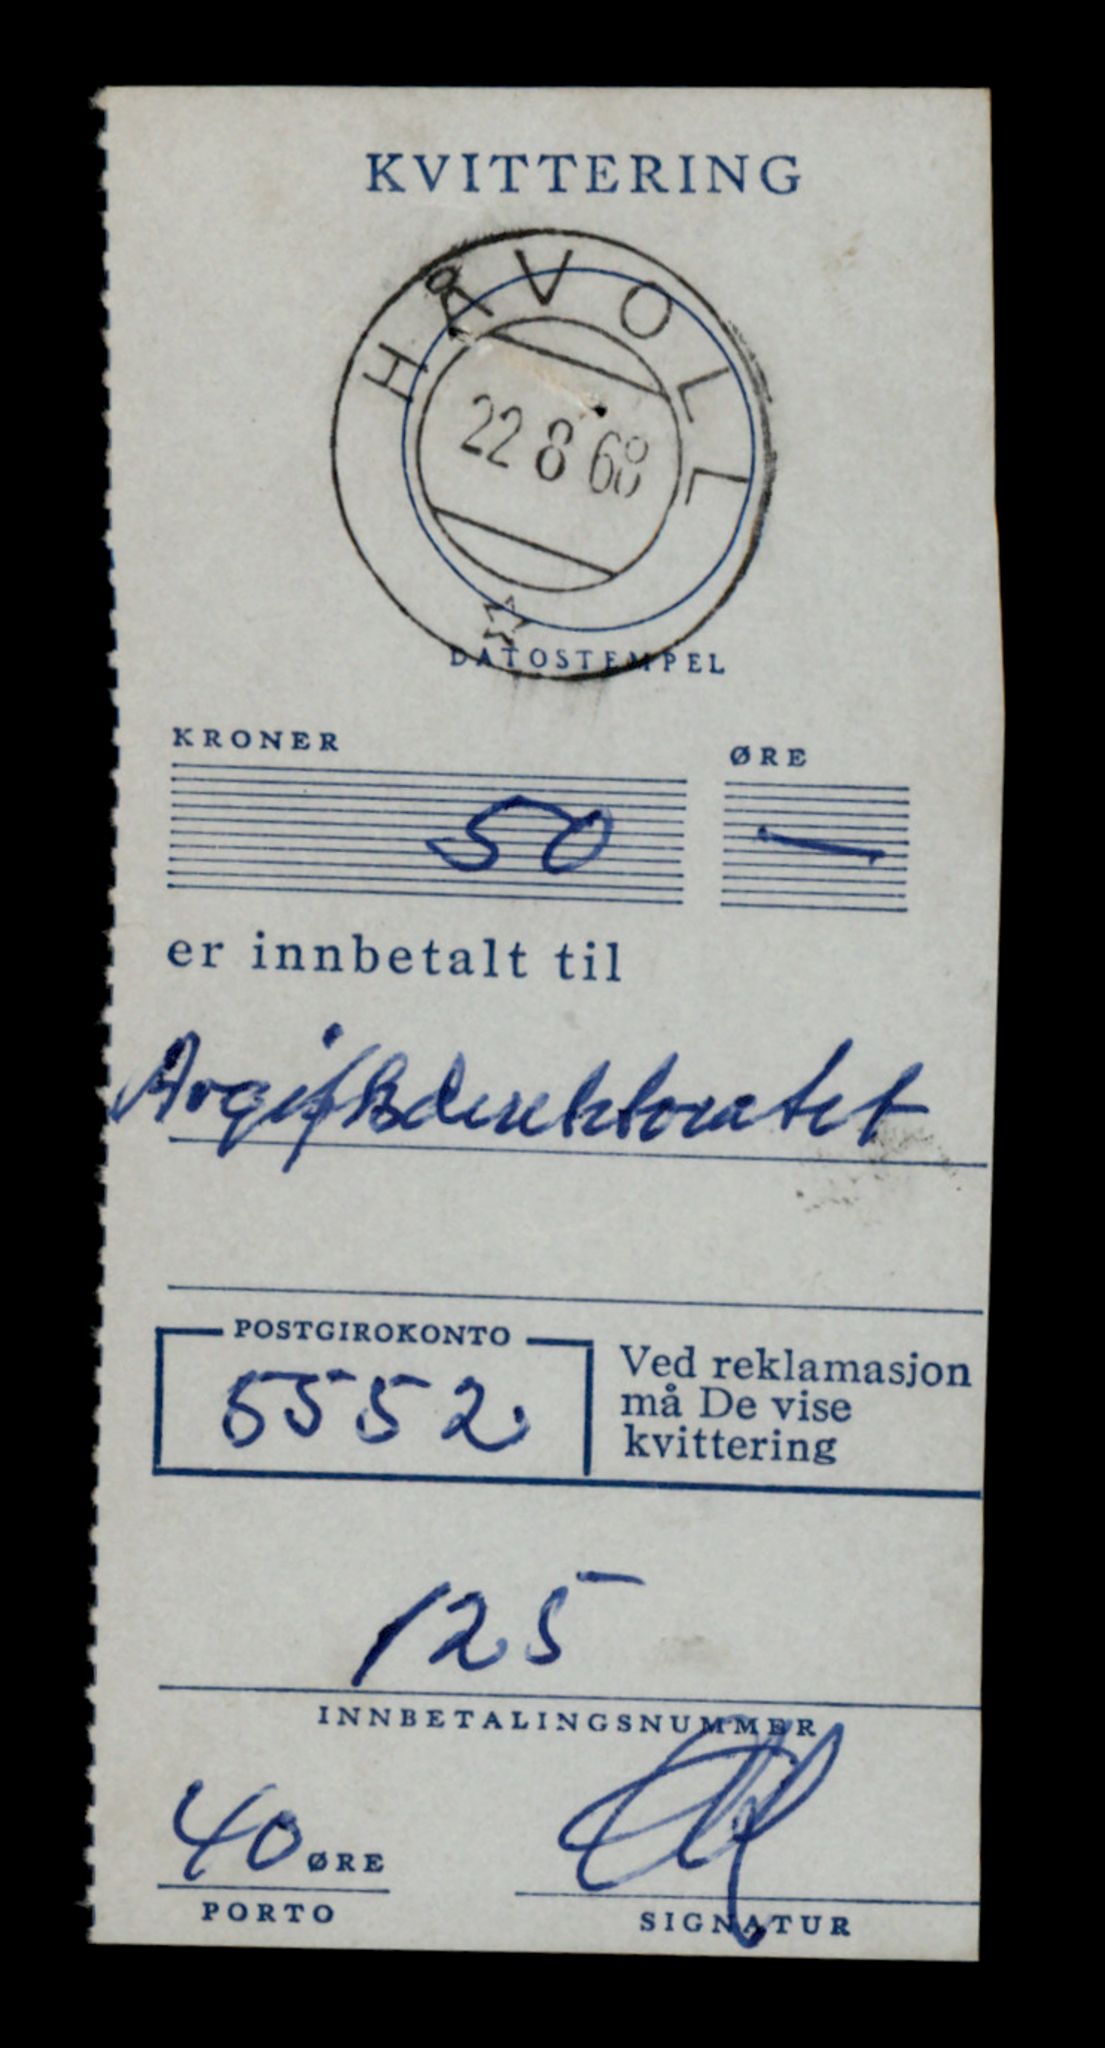 KVITTERING
HÅVOLL
22 8 68
DATOSTEMPEL
KRONER ØRE
50 —
er innbetalt til
Avgiftsdirektoratet
POSTGIROKONTO
5552
Ved reklamasjon
må De vise
kvittering
125
INNBETALINGSNUMMER
40 ØRE
PORTO
SIGNATUR